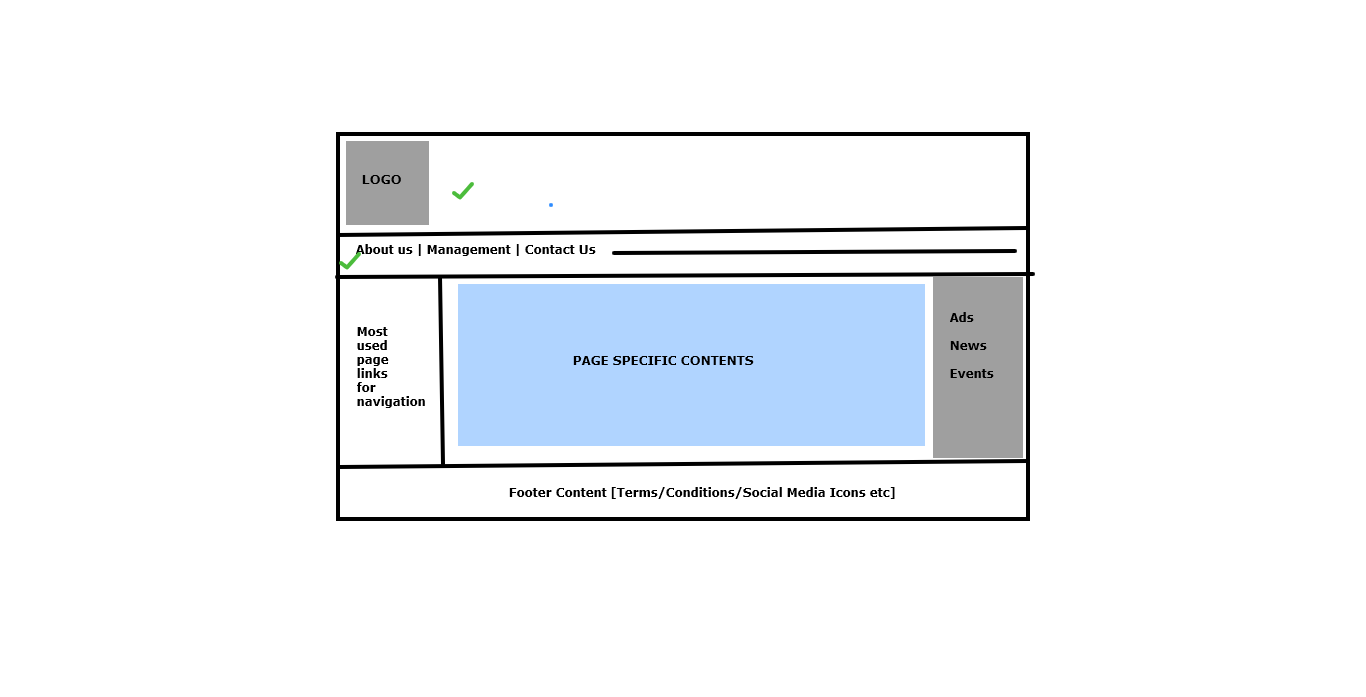 LOGO
About us | Management | Contact Us
Most
used
page
links
for
navigation
PAGE SPECIFIC CONTENTS
Ads
News
Events
Footer Content [Terms/Conditions/Social Media Icons etc]